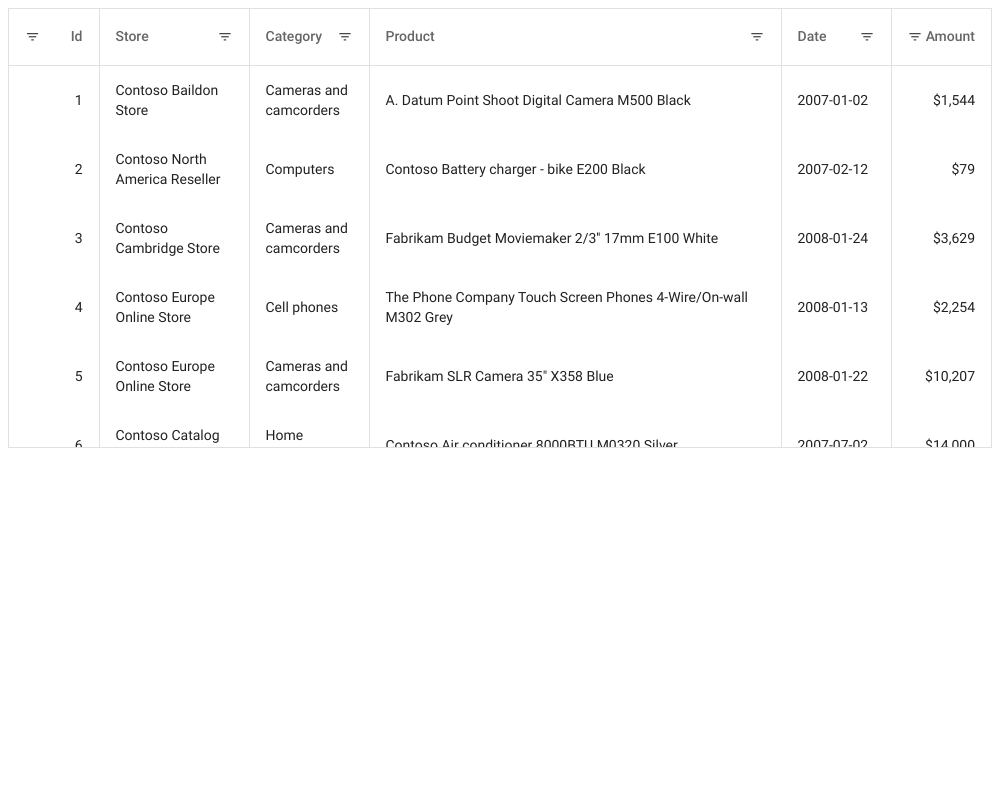 Id Store Category Product Date Amount
1 Contoso Baildon Store Cameras and camcorders A. Datum Point Shoot Digital Camera M500 Black 2007-01-02 $1,544
2 Contoso North America Reseller Computers Contoso Battery charger - bike E200 Black 2007-02-12 $79
3 Contoso Cambridge Store Cameras and camcorders Fabrikam Budget Moviemaker 2/3'' 17mm E100 White 2008-01-24 $3,629
4 Contoso Europe Online Store Cell phones The Phone Company Touch Screen Phones 4-Wire/On-wall M302 Grey 2008-01-13 $2,254
5 Contoso Europe Online Store Cameras and camcorders Fabrikam SLR Camera 35" X358 Blue 2008-01-22 $10,207
6 Contoso Catalog Home Contoso Air conditioner 8000BTU M0320 Silver 2007-07-02 $14,000